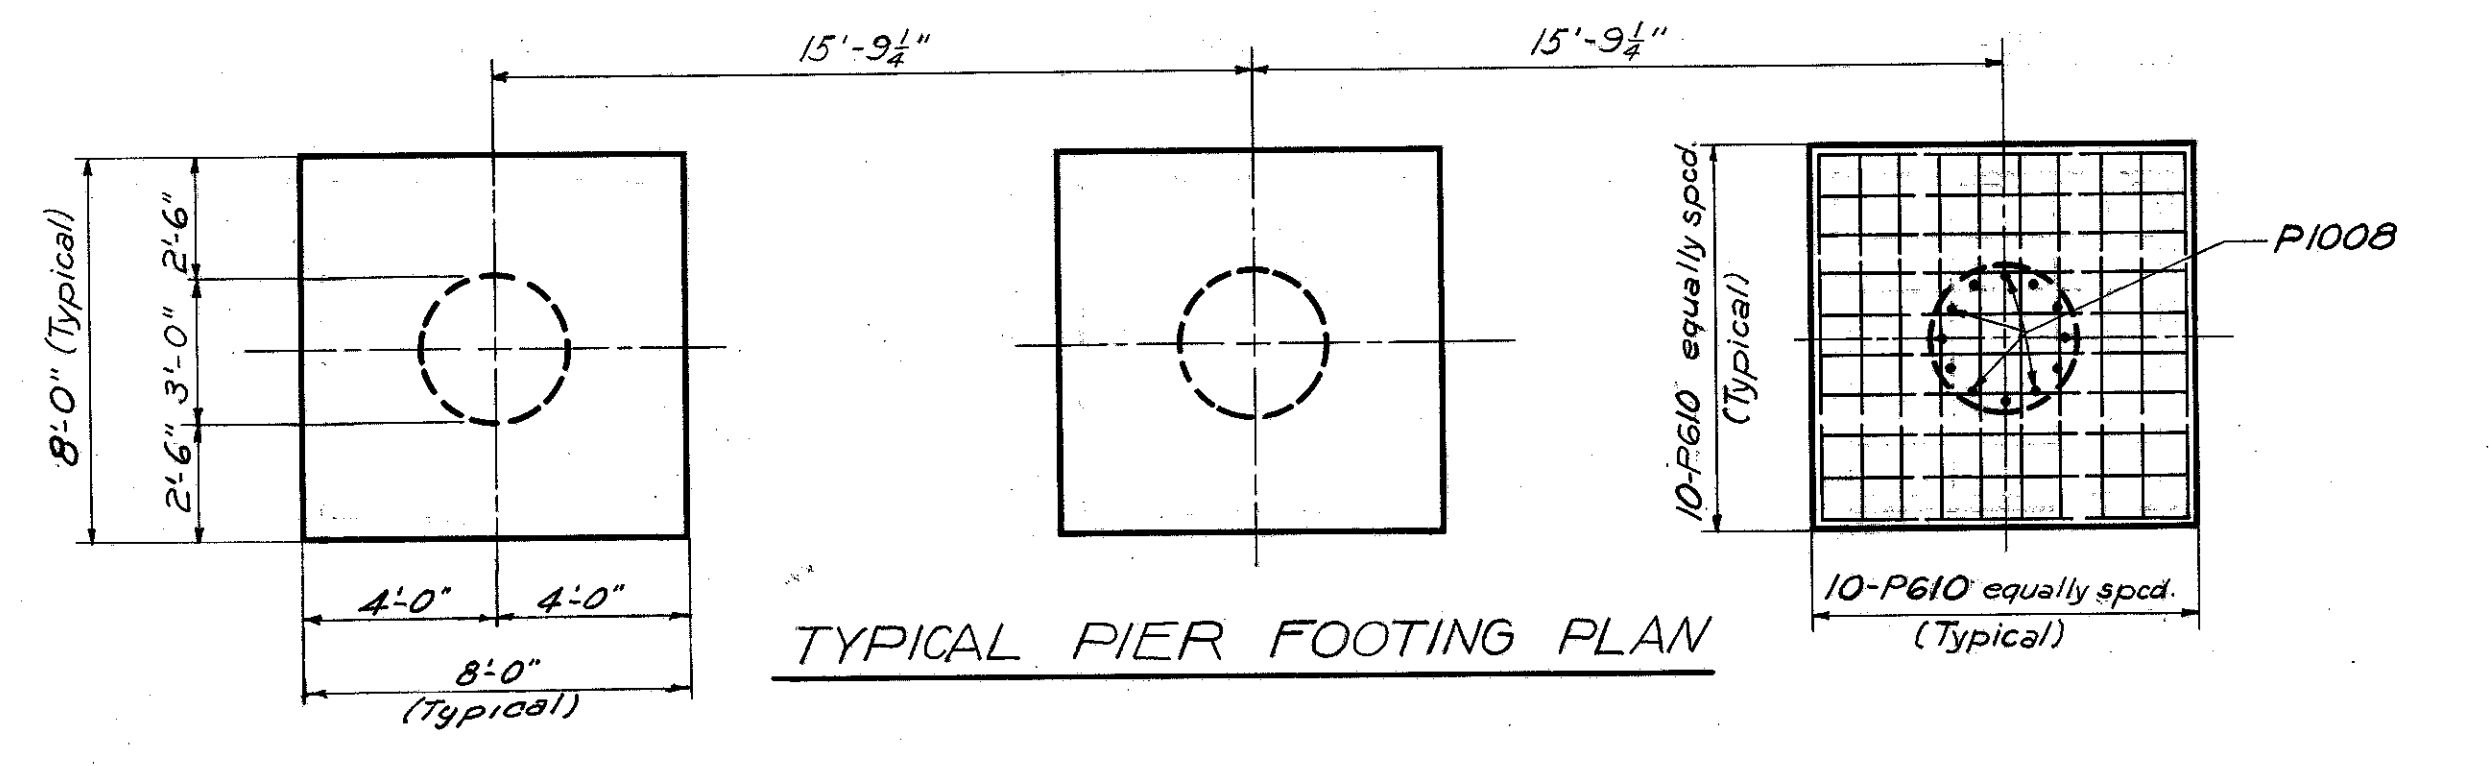 15'-9 1/4"
15'-9 1/4"
8'-0" (Typical)
2'-6"
3'-0"
2'-6"
10-P610 equally spcd.
(Typical)
P1008
4'-0"
4'-0"
8'-0"
(Typical)
10-P610 equally spcd.
(Typical)
TYPICAL PIER FOOTING PLAN